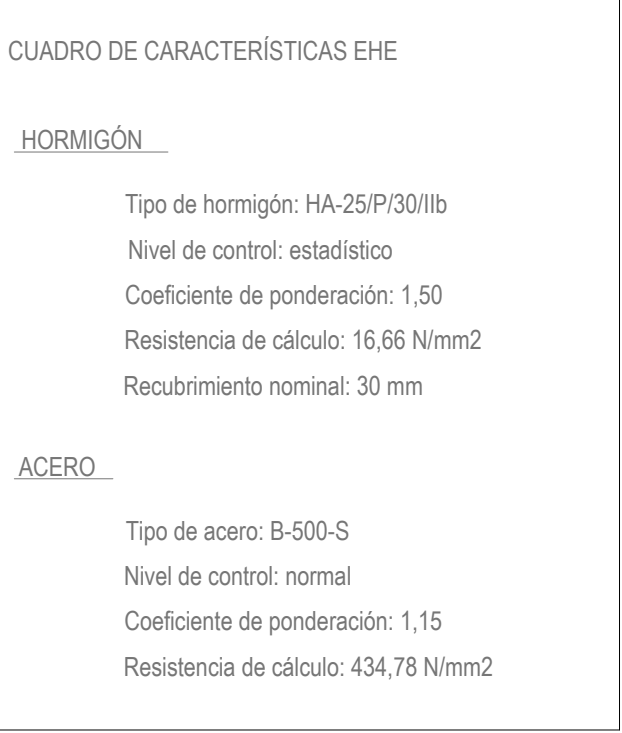 CUADRO DE CARACTERÍSTICAS EHE
HORMIGÓN
Tipo de hormigón: HA-25/P/30/IIb
Nivel de control: estadístico
Coeficiente de ponderación: 1,50
Resistencia de cálculo: 16,66 N/mm2
Recubrimiento nominal: 30 mm
ACERO
Tipo de acero: B-500-S
Nivel de control: normal
Coeficiente de ponderación: 1,15
Resistencia de cálculo: 434,78 N/mm2